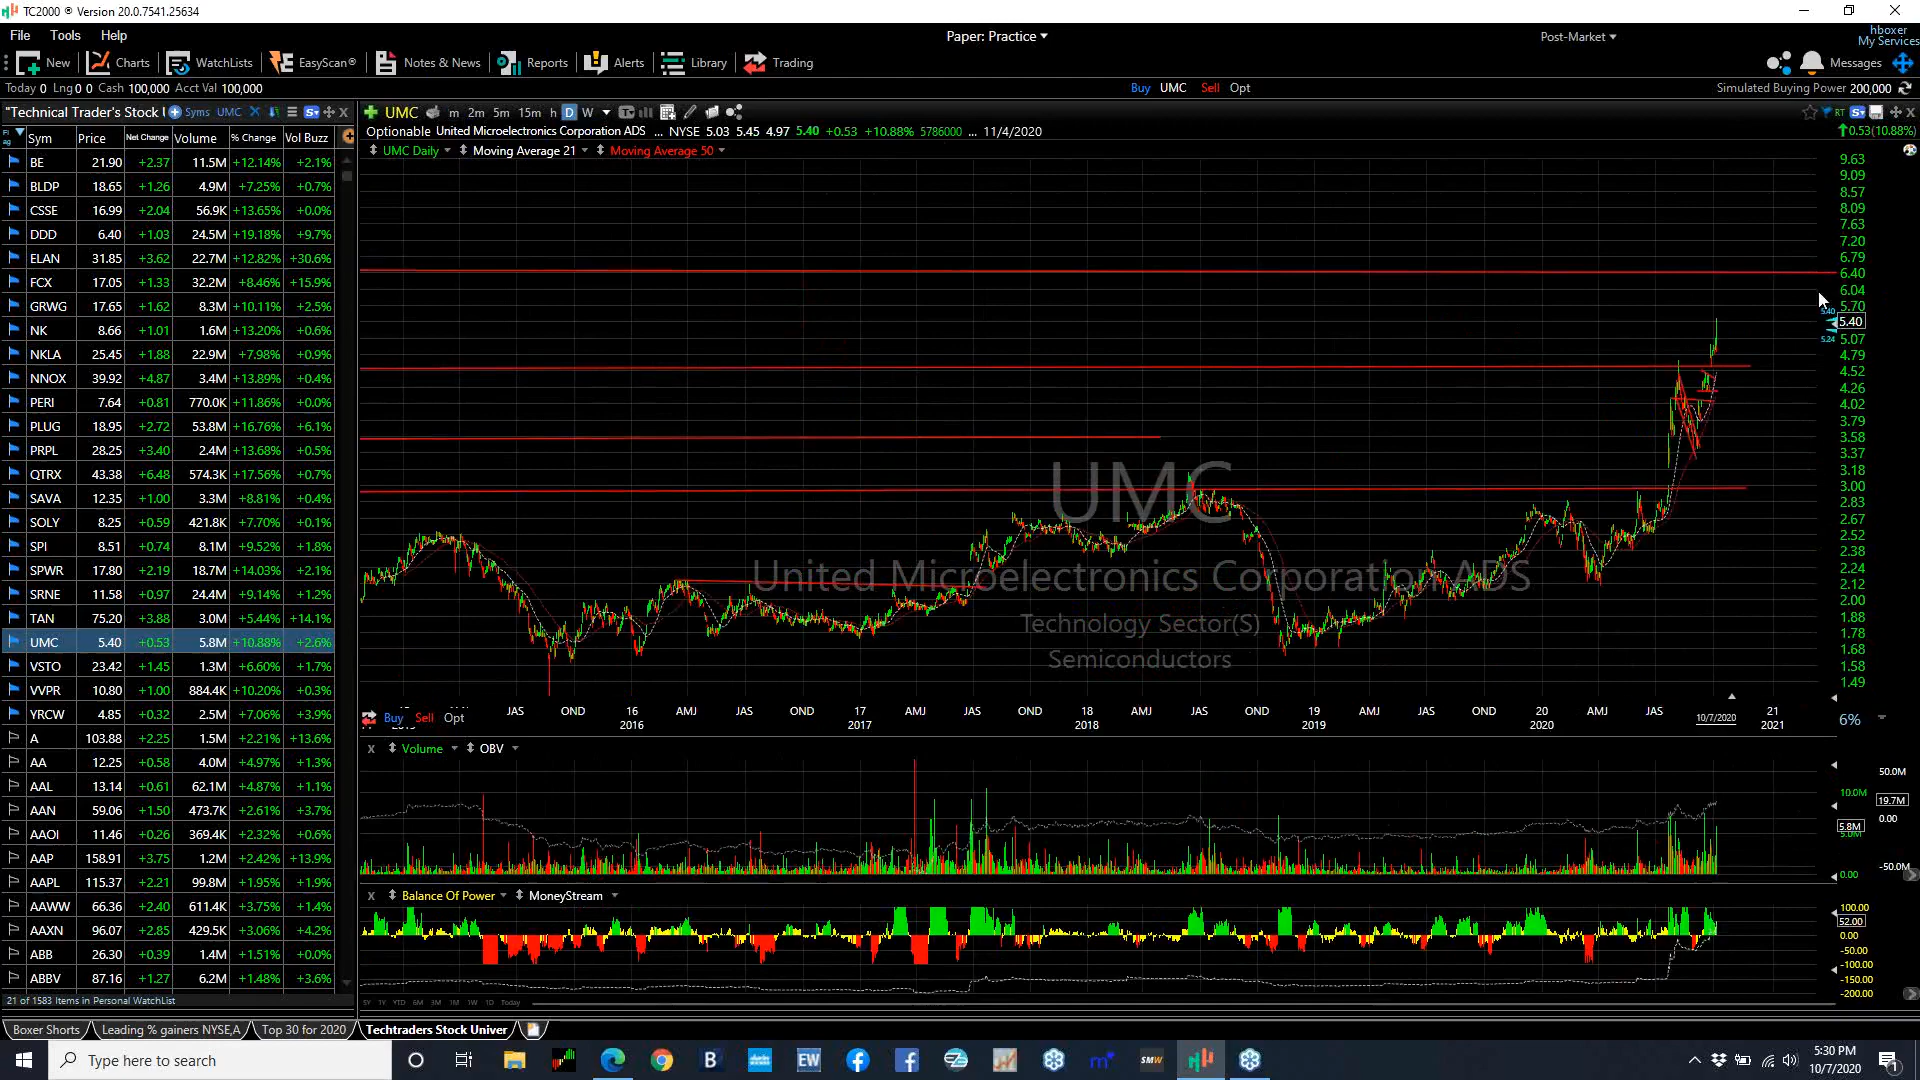 TC2000 ® Version 20.0.7541.25634
File Tools Help
Paper: Practice
Post-Market
hboxer
My Services
New Charts WatchLists EasyScan® Notes & News Reports Alerts Library Trading
Messages
Today 0 Lng 0 0 Cash 100,000 Acct Val 100,000
Buy UMC Sell Opt
Simulated Buying Power 200,000
"Technical Trader's Stock U Syms UMC
UMC m 2m 5m 15m h D W
RT
Optionable United Microelectronics Corporation ADS ... NYSE 5.03 5.45 4.97 5.40 +0.53 +10.88% 5786000 ... 11/4/2020
0.53(10.88%)
UMC Daily Moving Average 21 Moving Average 50
Sym Price Net Change Volume % Change Vol Buzz
BE 21.90 +2.37 11.5M +12.14% +2.1%
BLDP 18.65 +1.26 4.9M +7.25% +0.7%
CSSE 16.99 +2.04 56.9K +13.65% +0.0%
DDD 6.40 +1.03 24.5M +19.18% +9.7%
ELAN 31.85 +3.62 22.7M +12.82% +30.6%
FCX 17.05 +1.33 32.2M +8.46% +15.9%
GRWG 17.65 +1.62 8.3M +10.11% +2.5%
NK 8.66 +1.01 1.6M +13.20% +0.6%
NKLA 25.45 +1.88 22.9M +7.98% +0.9%
NNOX 39.92 +4.87 3.4M +13.89% +0.4%
PERI 7.64 +0.81 770.0K +11.86% +0.0%
PLUG 18.95 +2.72 53.8M +16.76% +6.1%
PRPL 28.25 +3.40 2.4M +13.68% +0.5%
QTRX 43.38 +6.48 574.3K +17.56% +0.7%
SAVA 12.35 +1.00 3.3M +8.81% +0.4%
SOLY 8.25 +0.59 421.8K +7.70% +0.1%
SPI 8.51 +0.74 8.1M +9.52% +1.8%
SPWR 17.80 +2.19 18.7M +14.03% +2.1%
SRNE 11.58 +0.97 24.4M +9.14% +1.2%
TAN 75.20 +3.88 3.0M +5.44% +14.1%
UMC 5.40 +0.53 5.8M +10.88% +2.6%
VSTO 23.42 +1.45 1.3M +6.60% +1.7%
VVPR 10.80 +1.00 884.4K +10.20% +0.3%
YRCW 4.85 +0.32 2.5M +7.06% +3.9%
A 103.88 +2.25 1.5M +2.21% +13.6%
AA 12.25 +0.58 4.0M +4.97% +1.3%
AAL 13.14 +0.61 62.1M +4.87% +1.1%
AAN 59.06 +1.50 473.7K +2.61% +3.7%
AAOI 11.46 +0.26 369.4K +2.32% +0.6%
AAP 158.91 +3.75 1.2M +2.42% +13.9%
AAPL 115.37 +2.21 99.8M +1.95% +1.9%
AAWW 66.36 +2.40 611.4K +3.75% +1.4%
AAXN 96.07 +2.85 429.5K +3.06% +4.2%
ABB 26.30 +0.39 1.4M +1.51% +0.0%
ABBV 87.16 +1.27 6.2M +1.48% +3.6%
21 of 1583 Items in Personal WatchList
9.63
9.09
8.57
8.09
7.63
7.20
6.79
6.40
6.04
5.70
5.40
5.40
5.24
5.07
4.79
4.52
4.26
4.02
3.79
3.58
3.37
3.18
3.00
2.83
2.67
2.52
2.38
2.24
2.12
2.00
1.88
1.78
1.68
1.58
1.49
UMC
United Microelectronics Corporation ADS
Technology Sector(S)
Semiconductors
JAS OND 16 AMJ JAS OND 17 AMJ JAS OND 18 AMJ JAS OND 19 AMJ JAS OND 20 AMJ JAS 21
2016 2017 2018 2019 2020 10/7/2020 2021
6%
Buy Sell Opt
X Volume OBV
50.0M
10.0M
19.7M
0.00
5.8M
-50.0M
0.00
X Balance Of Power MoneyStream
100.00
52.00
0.00
-50.00
-100.00
-150.00
-200.00
5Y 1Y YTD 6M 3M 1M 1W 1D Today
Boxer Shorts Leading % gainers NYSE,A Top 30 for 2020 Techtraders Stock Univer
Type here to search
B
EW
SMW
5:30 PM
10/7/2020
1